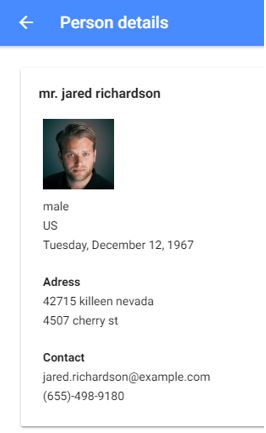 Person details
mr. jared richardson
male
US
Tuesday, December 12, 1967
Adress
42715 killeen nevada
4507 cherry st
Contact
jared.richardson@example.com
(655)-498-9180